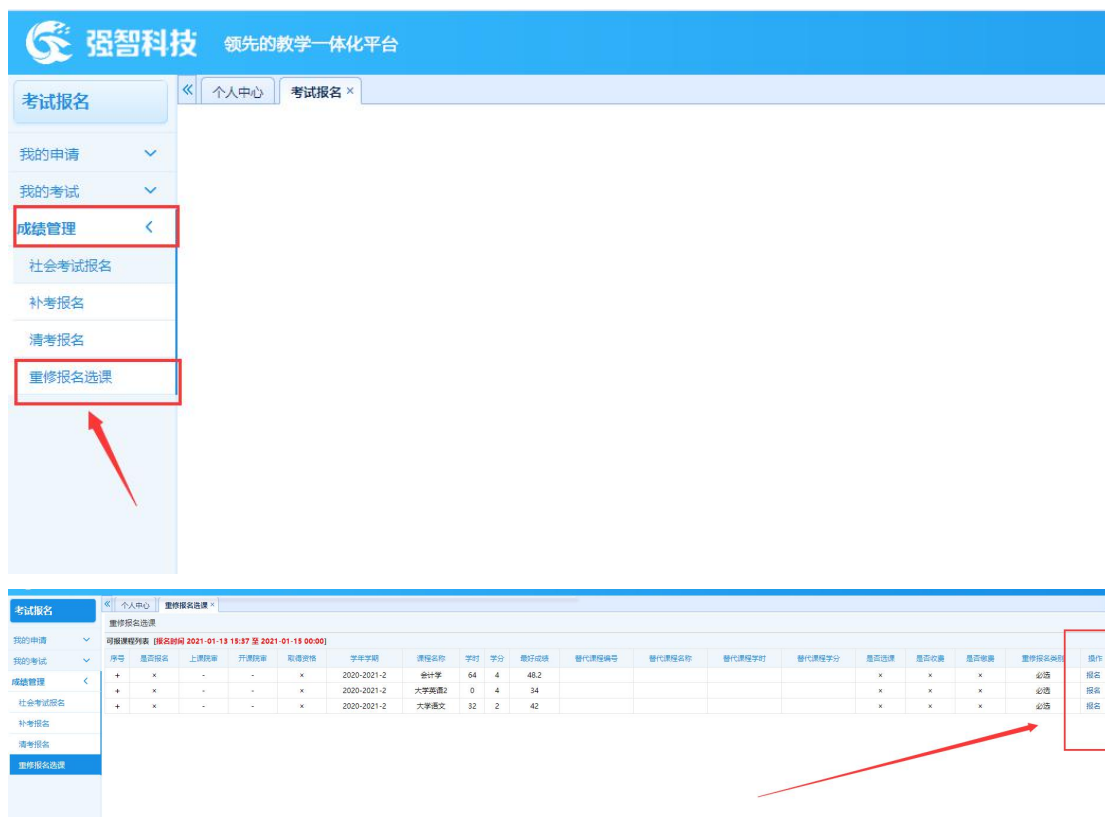 强智科技 领先的教学一体化平台
考试报名
« 个人中心 考试报名 ×
我的申请
我的考试
成绩管理
社会考试报名
补考报名
清考报名
重修报名选课
考试报名
« 个人中心 重修报名选课 ×
重修报名选课
可报课程列表 [报名时间 2021-01-13 15:37 至 2021-01-15 00:00]
序号 是否报名 上课院审 开课院审 取得资格 学年学期 课程名称 学时 学分 最好成绩 替代课程编号 替代课程名称 替代课程学时 替代课程学分 是否选课 是否收费 是否缴费 重修报名类别 操作
+ × - - × 2020-2021-2 会计学 64 4 48.2 × × × 必选 报名
+ × - - × 2020-2021-2 大学英语2 0 4 34 × × × 必选 报名
+ × - - × 2020-2021-2 大学语文 32 2 42 × × × 必选 报名
我的申请
我的考试
成绩管理
社会考试报名
补考报名
清考报名
重修报名选课